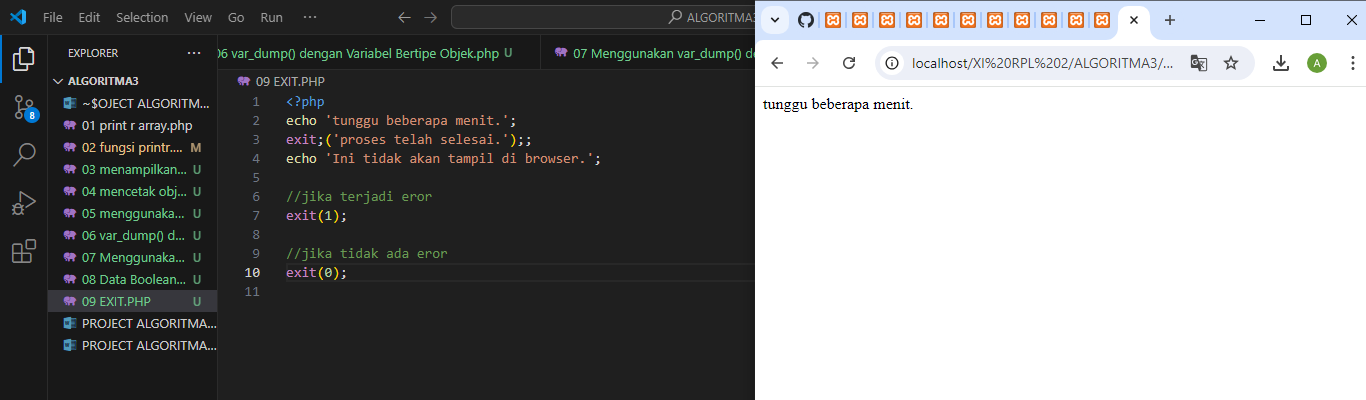 File Edit Selection View Go Run ··· ALGORITMA3
EXPLORER ···
ALGORITMA3
~$OJECT ALGORITM...
01 print r array.php
02 fungsi printr.... M
03 menampilkan... U
04 mencetak obj... U
05 menggunaka... U
06 var_dump() d... U
07 Menggunaka... U
08 Data Boolean... U
09 EXIT.PHP U
PROJECT ALGORITMA...
PROJECT ALGORITMA...
8
06 var_dump() dengan Variabel Bertipe Objek.php U
07 Menggunakan var_dump() de
09 EXIT.PHP
1 <?php
2 echo 'tunggu beberapa menit.';
3 exit;('proses telah selesai.');;
4 echo 'Ini tidak akan tampil di browser.';
5
6 //jika terjadi eror
7 exit(1);
8
9 //jika tidak ada eror
10 exit(0);
11
localhost/XI%20RPL%202/ALGORITMA3/...
A
tunggu beberapa menit.